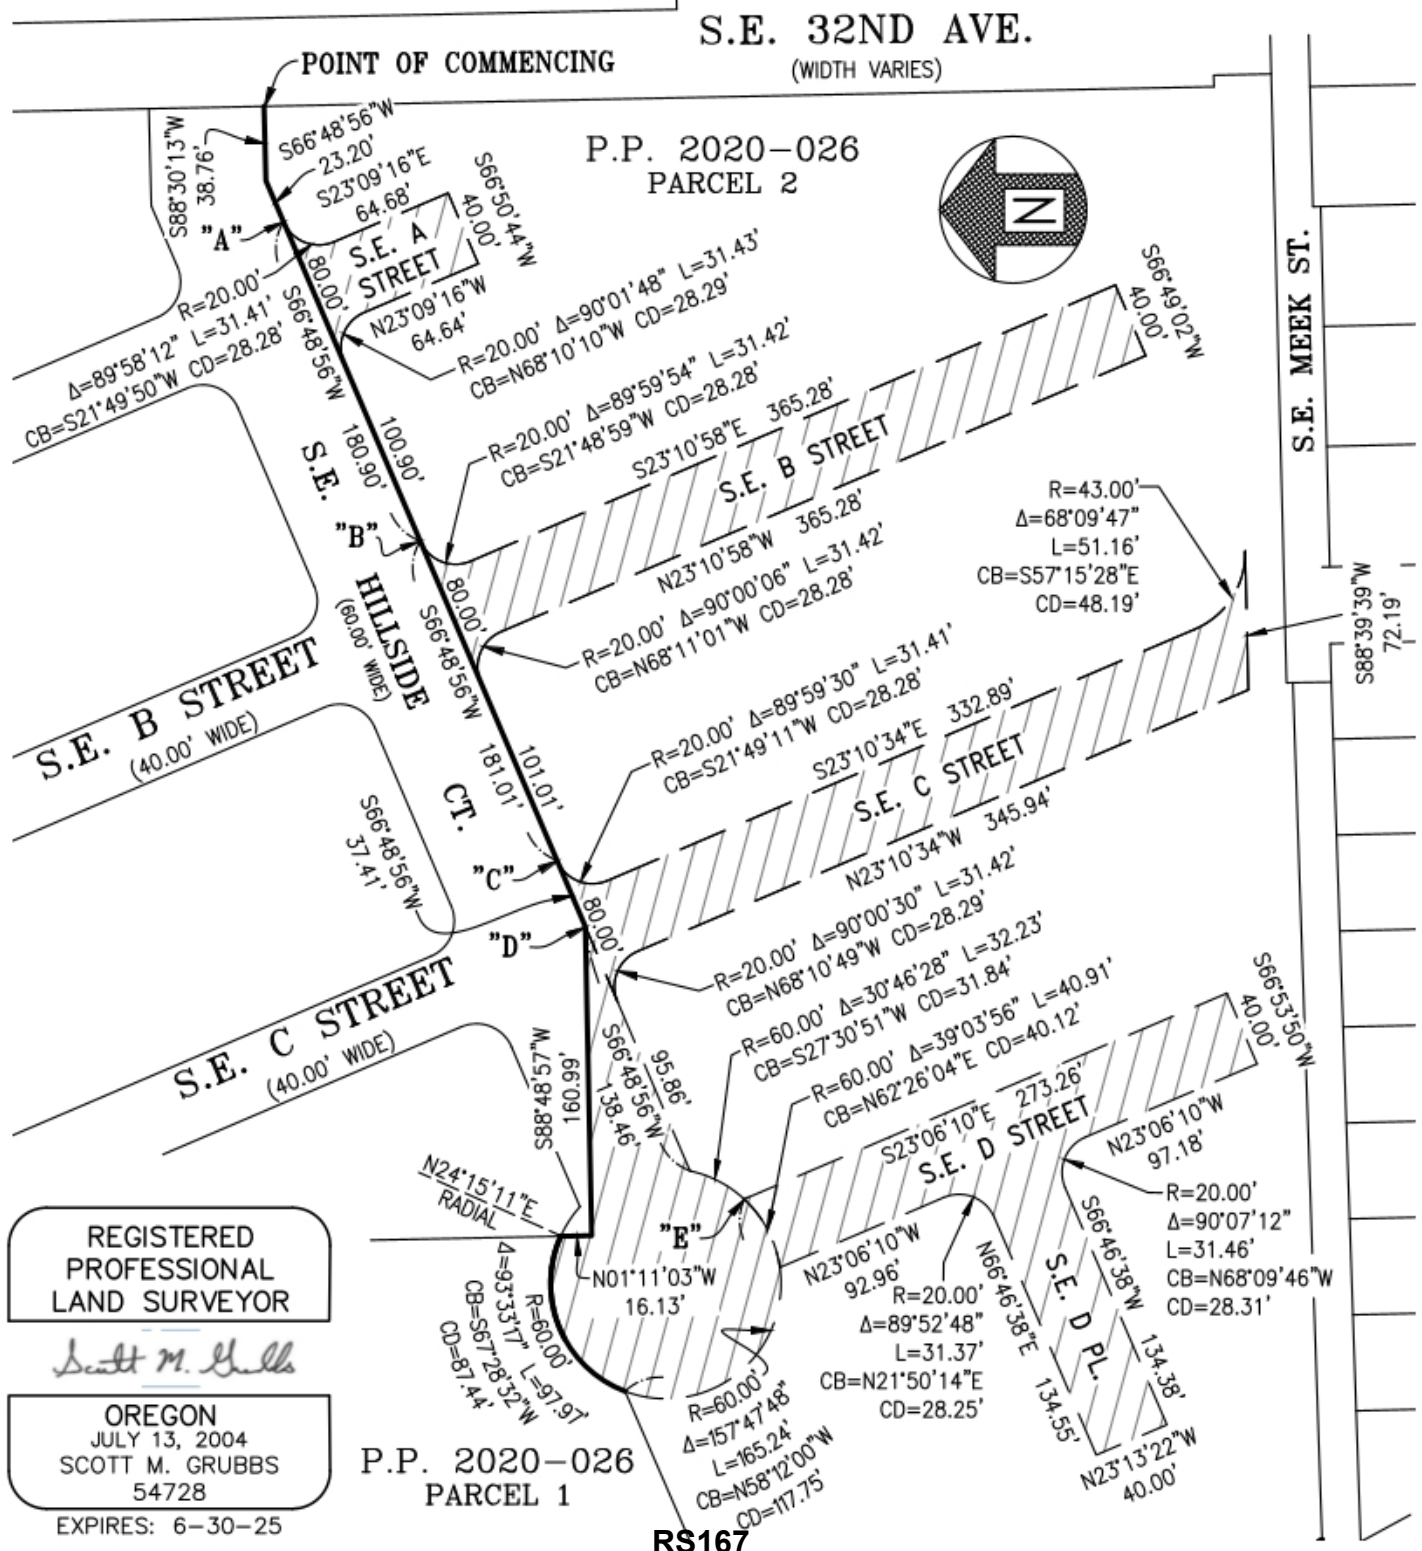 S.E. 32ND AVE.
(WIDTH VARIES)
POINT OF COMMENCING
S88°30'13"W
38.76'
S66°48'56"W
23.20'
S23°09'16"E
64.68'
S66°50'44"W
40.00'
P.P. 2020-026
PARCEL 2
N
"A"
S.E. A
STREET
80.00'
N23°09'16"W
64.64'
R=20.00'
Δ=89°58'12" L=31.41'
CB=S21°49'50"W CD=28.28'
S66°48'56"W
180.90'
100.90'
R=20.00' Δ=90°01'48" L=31.43'
CB=N68°10'10"W CD=28.29'
R=20.00' Δ=89°59'54" L=31.42'
CB=S21°48'59"W CD=28.28'
S66°49'02"W
40.00'
S.E. MEEK ST.
S23°10'58"E 365.28'
S.E. B STREET
N23°10'58"W 365.28'
"B"
80.00'
R=20.00' Δ=90°00'06" L=31.42'
CB=N68°11'01"W CD=28.28'
R=43.00'
Δ=68°09'47"
L=51.16'
CB=S57°15'28"E
CD=48.19'
S88°39'39"W
72.19'
S.E.
HILLSIDE
(60.00' WIDE)
CT.
S66°48'56"W
181.01'
101.01'
S.E. B STREET
(40.00' WIDE)
R=20.00' Δ=89°59'30" L=31.41'
CB=S21°49'11"W CD=28.28'
S23°10'34"E 332.89'
S.E. C STREET
N23°10'34"W 345.94'
S66°48'56"W
37.41'
"C"
80.00'
"D"
R=20.00' Δ=90°00'30" L=31.42'
CB=N68°10'49"W CD=28.29'
R=60.00' Δ=30°46'28" L=32.23'
CB=S27°30'51"W CD=31.84'
R=60.00' Δ=39°03'56" L=40.91'
CB=N62°26'04"E CD=40.12'
S66°53'50"W
40.00'
S.E. C STREET
(40.00' WIDE)
S88°48'57"W
160.99'
95.86'
S66°48'56"W
138.46'
S23°06'10"E 273.26'
S.E. D STREET
N23°06'10"W
97.18'
N24°15'11"E
RADIAL
"E"
N23°06'10"W
92.96'
R=20.00'
Δ=90°07'12"
L=31.46'
CB=N68°09'46"W
CD=28.31'
N01°11'03"W
16.13'
R=60.00'
Δ=93°33'17" L=97.97'
CB=S67°28'32"W
CD=87.44'
R=20.00'
Δ=89°52'48"
L=31.37'
CB=N21°50'14"E
CD=28.25'
N66°46'38"E
134.55'
S.E. D PL.
S66°46'38"W
134.38'
N23°13'22"W
40.00'
R=60.00'
Δ=157°47'48"
L=165.24'
CB=N58°12'00"W
CD=117.75'
P.P. 2020-026
PARCEL 1
REGISTERED
PROFESSIONAL
LAND SURVEYOR
Scott M. Grubbs
OREGON
JULY 13, 2004
SCOTT M. GRUBBS
54728
EXPIRES: 6-30-25
RS167